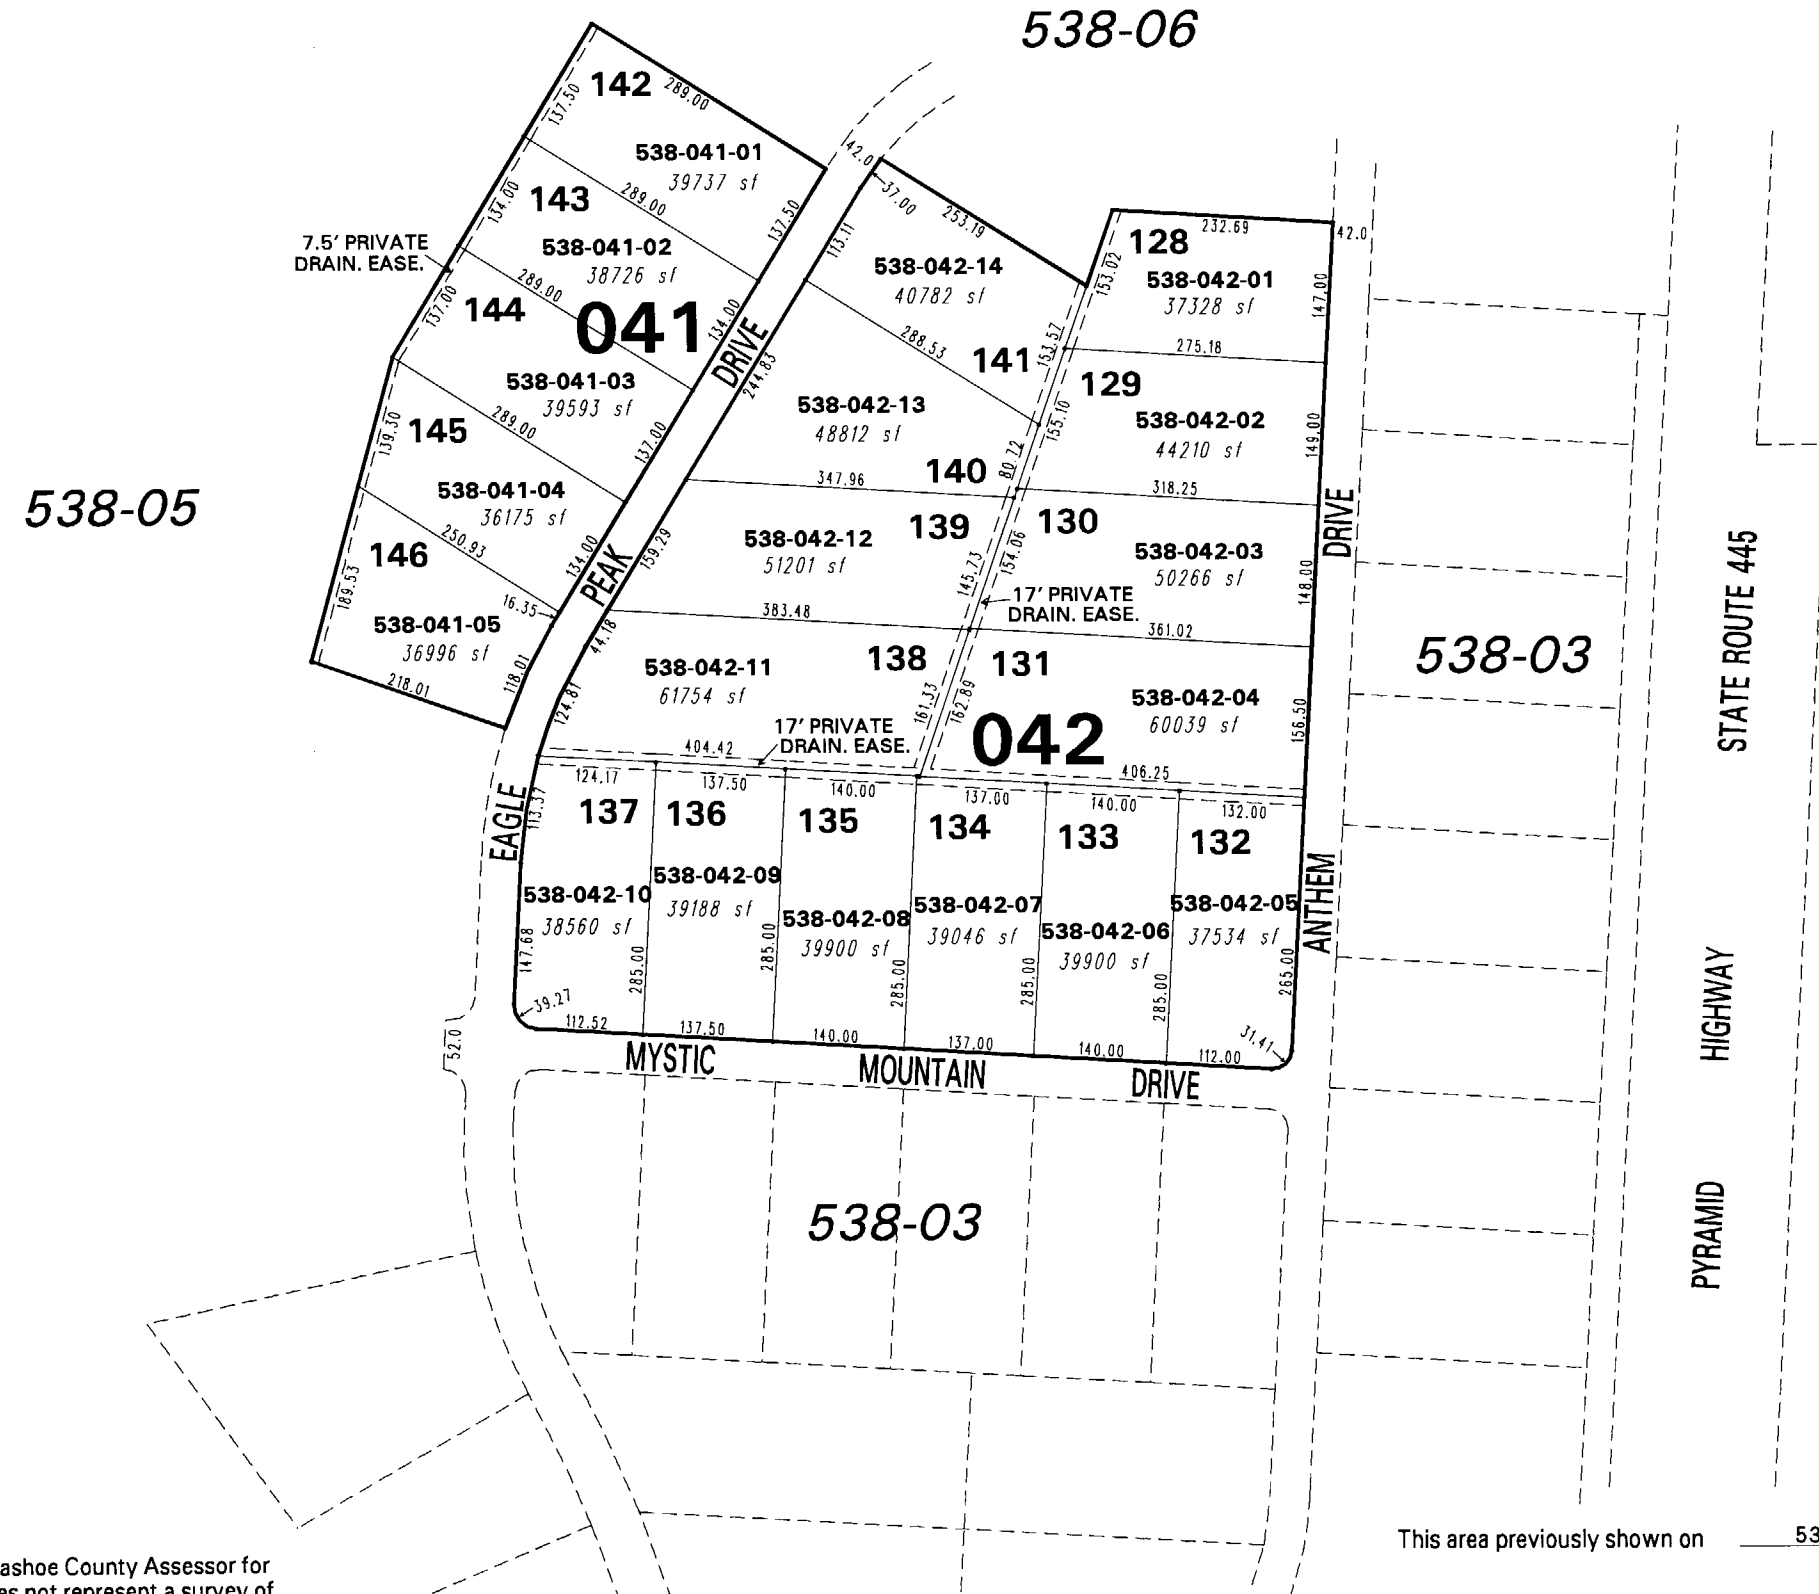 538-06
142
289.00
137.50
538-041-01
39737 sf
42.0
37.00
143
134.00
289.00
137.50
253.19
113.11
7.5' PRIVATE
DRAIN. EASE.
538-041-02
38726 sf
538-042-14
40782 sf
128
232.69
42.0
153.02
538-042-01
37328 sf
147.00
137.00
144
289.00
041
134.00
DRIVE
244.83
288.53
141
153.57
275.18
129
538-041-03
39593 sf
538-042-13
48812 sf
155.10
538-042-02
44210 sf
149.00
139.30
145
289.00
137.00
140
80.72
347.96
318.25
538-05
538-041-04
36175 sf
250.93
134.00
PEAK
159.29
538-042-12
51201 sf
139
130
154.06
145.73
538-042-03
50266 sf
148.00
DRIVE
STATE ROUTE 445
146
189.53
16.35
17' PRIVATE
DRAIN. EASE.
383.48
361.02
538-041-05
36996 sf
218.01
118.01
44.18
124.81
538-042-11
61754 sf
138
131
161.33
162.89
538-042-04
60039 sf
156.50
538-03
042
17' PRIVATE
DRAIN. EASE.
404.42
406.25
124.17
137.50
140.00
137.00
140.00
132.00
EAGLE
113.37
137
136
135
134
133
132
538-042-10
38560 sf
538-042-09
39188 sf
538-042-08
39900 sf
538-042-07
39046 sf
538-042-06
39900 sf
538-042-05
37534 sf
ANTHEM
HIGHWAY
147.68
285.00
285.00
285.00
285.00
285.00
265.00
39.27
31.41
52.0
112.52
137.50
140.00
137.00
140.00
112.00
MYSTIC
MOUNTAIN
DRIVE
538-03
PYRAMID
This area previously shown on 53
ashoe County Assessor for
es not represent a survey of